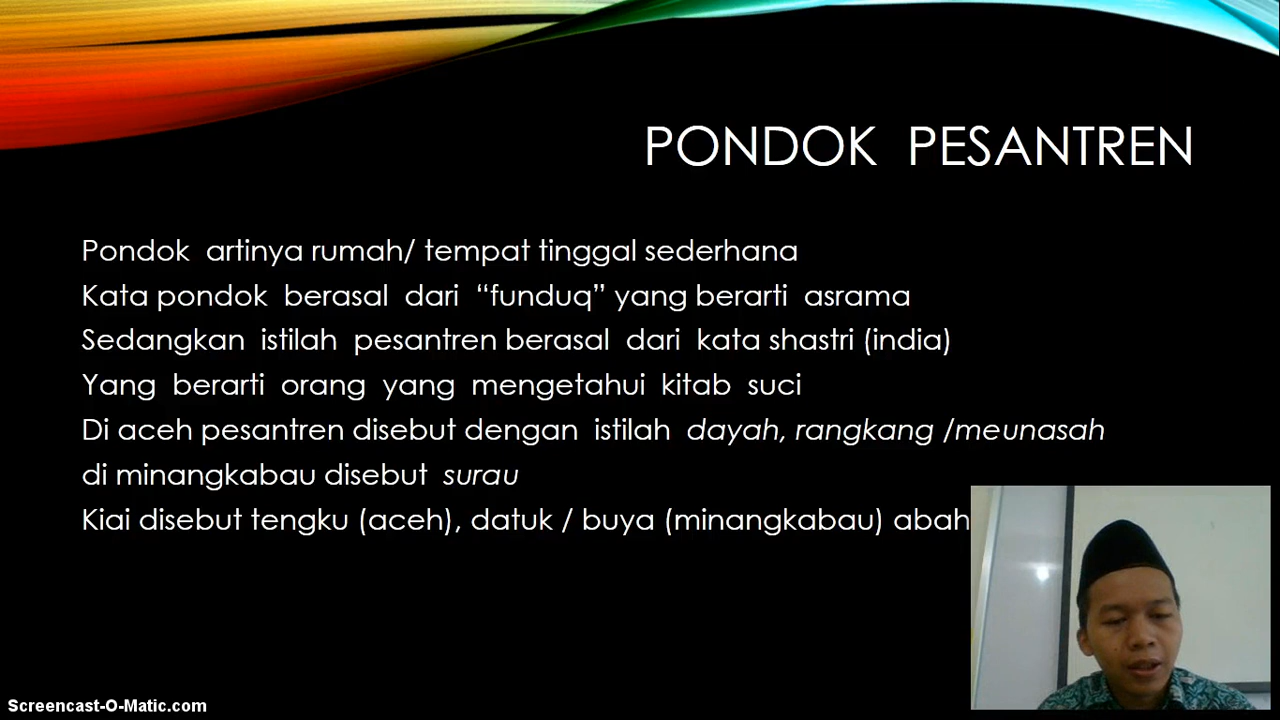 PONDOK PESANTREN
Pondok artinya rumah/ tempat tinggal sederhana
Kata pondok berasal dari “funduq” yang berarti asrama
Sedangkan istilah pesantren berasal dari kata shastri (india)
Yang berarti orang yang mengetahui kitab suci
Di aceh pesantren disebut dengan istilah dayah, rangkang /meunasah
di minangkabau disebut surau
Kiai disebut tengku (aceh), datuk / buya (minangkabau) abah
Screencast-O-Matic.com